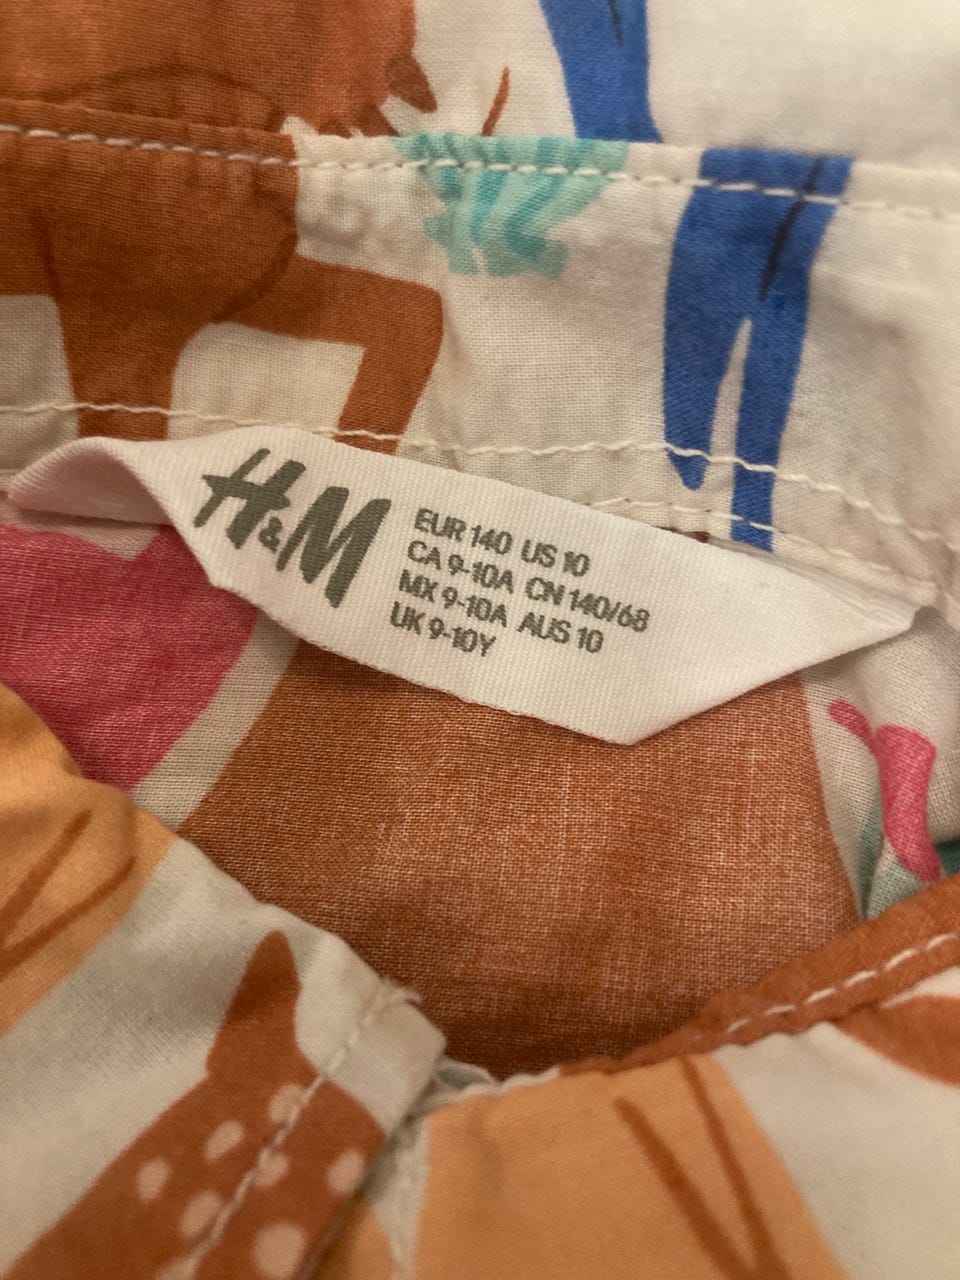 H&M
EUR 140 US 10
CA 9-10A CN 140/68
MX 9-10A AUS 10
UK 9-10Y